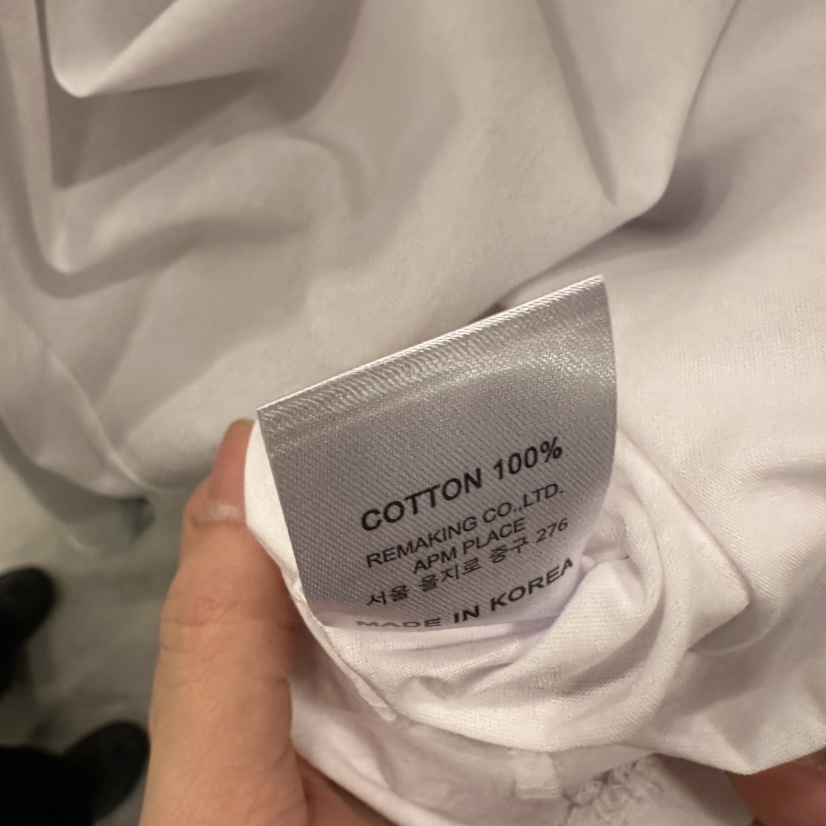 COTTON 100%
REMAKING CO.,LTD.
APM PLACE
서울 을지로 중구 276
MADE IN KOREA